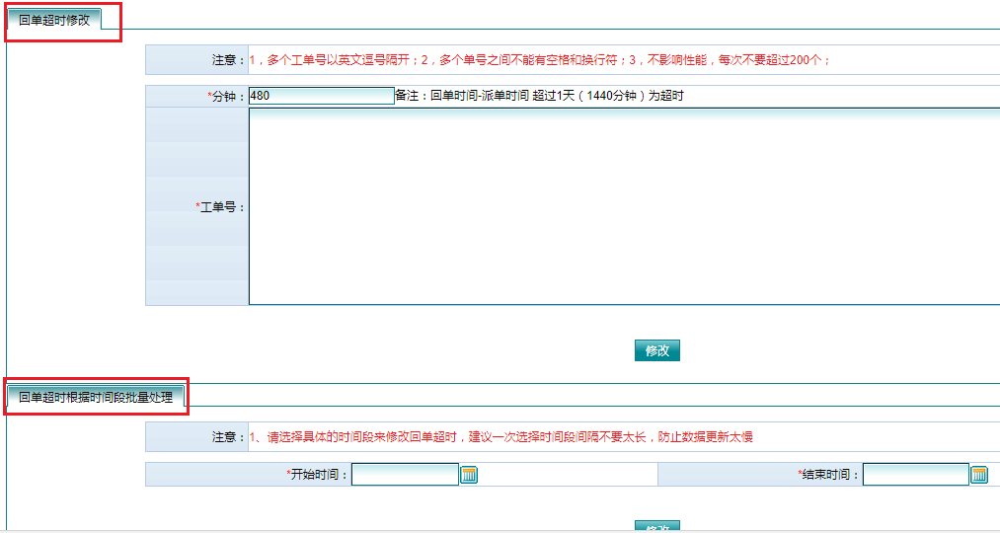 回单超时修改
注意：1，多个工单号以英文逗号隔开；2，多个单号之间不能有空格和换行符；3，不影响性能，每次不要超过200个；
*分钟：480备注：回单时间-派单时间 超过1天（1440分钟）为超时
*工单号：
修改
回单超时根据时间段批量处理
注意：1、请选择具体的时间段来修改回单超时，建议一次选择时间段间隔不要太长，防止数据更新太慢
*开始时间： *结束时间：
修改